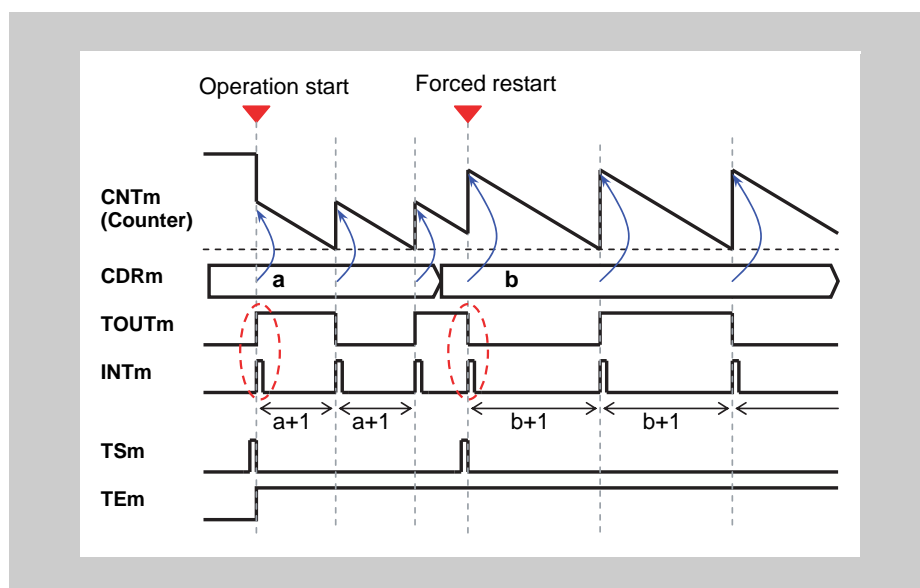 Operation start Forced restart
CNTm
(Counter)
CDRm a b
TOUTm
INTm
a+1 a+1 b+1 b+1
TSm
TEm